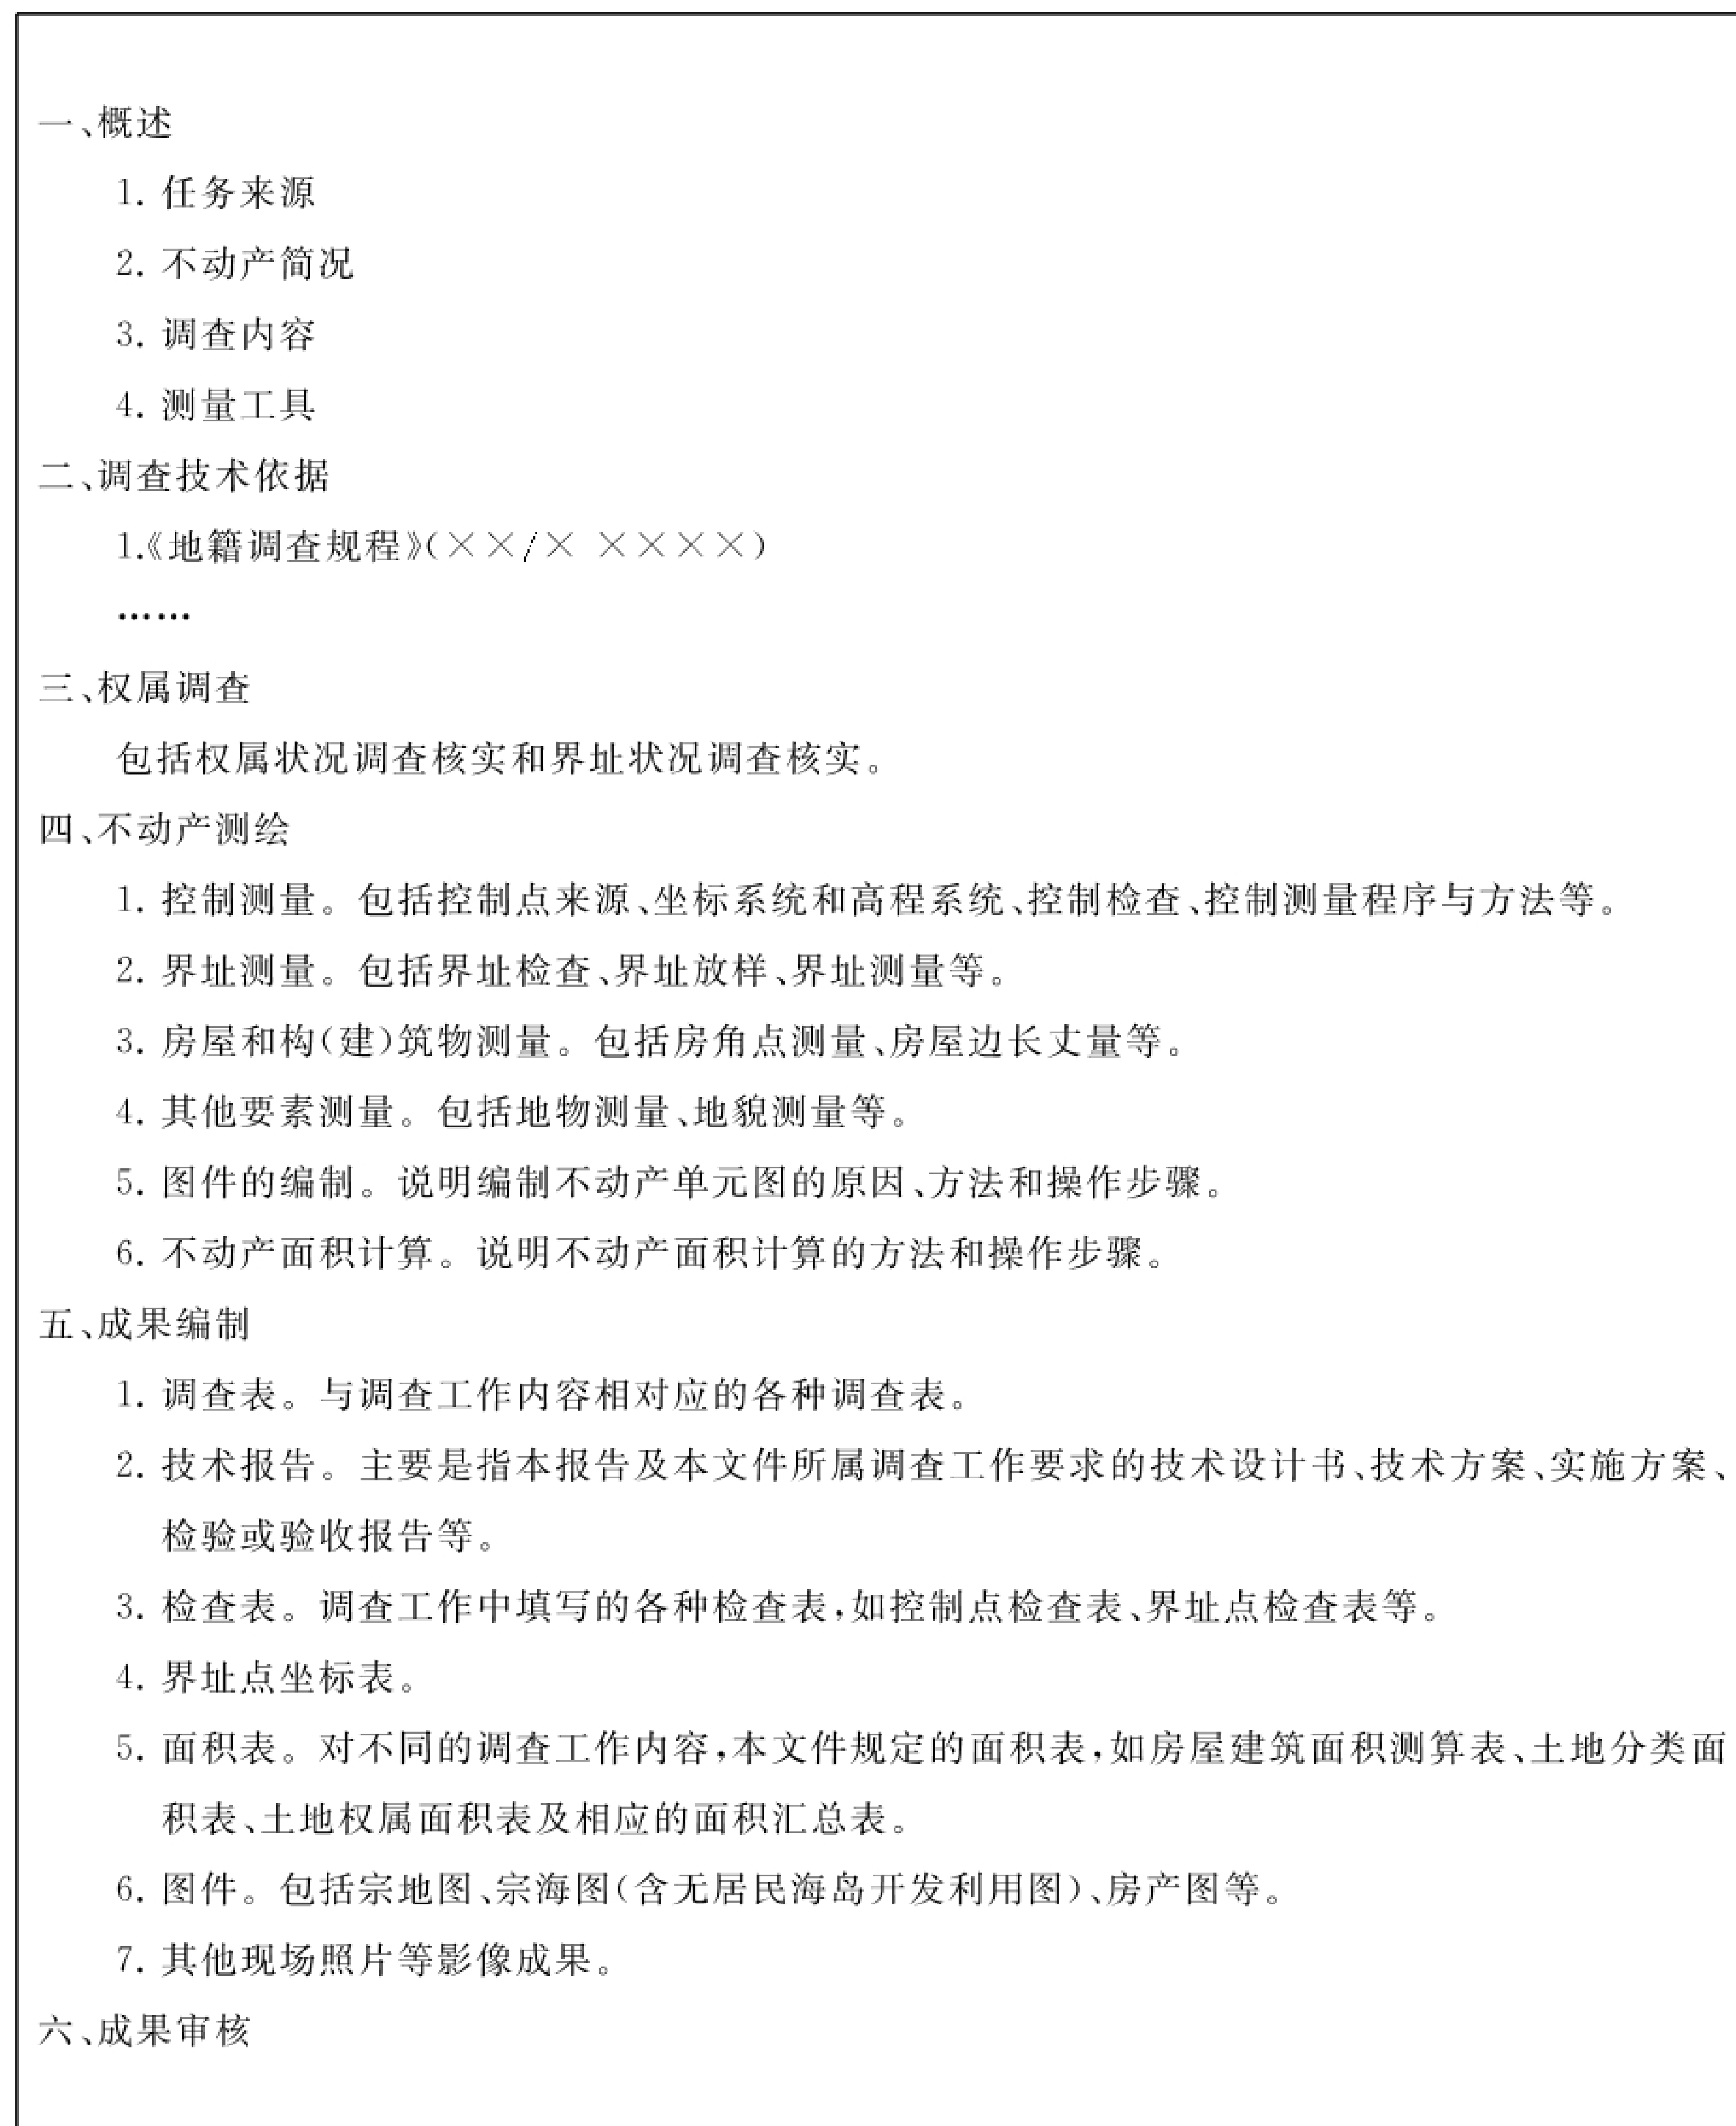 一、概述
1. 任务来源
2. 不动产简况
3. 调查内容
4. 测量工具
二、调查技术依据
1.《地籍调查规程》(××/× ××××)
……
三、权属调查
包括权属状况调查核实和界址状况调查核实。
四、不动产测绘
1. 控制测量。包括控制点来源、坐标系统和高程系统、控制检查、控制测量程序与方法等。
2. 界址测量。包括界址检查、界址放样、界址测量等。
3. 房屋和构(建)筑物测量。包括房角点测量、房屋边长丈量等。
4. 其他要素测量。包括地物测量、地貌测量等。
5. 图件的编制。说明编制不动产单元图的原因、方法和操作步骤。
6. 不动产面积计算。说明不动产面积计算的方法和操作步骤。
五、成果编制
1. 调查表。与调查工作内容相对应的各种调查表。
2. 技术报告。主要是指本报告及本文件所属调查工作要求的技术设计书、技术方案、实施方案、
检验或验收报告等。
3. 检查表。调查工作中填写的各种检查表,如控制点检查表、界址点检查表等。
4. 界址点坐标表。
5. 面积表。对不同的调查工作内容,本文件规定的面积表,如房屋建筑面积测算表、土地分类面
积表、土地权属面积表及相应的面积汇总表。
6. 图件。包括宗地图、宗海图(含无居民海岛开发利用图)、房产图等。
7. 其他现场照片等影像成果。
六、成果审核